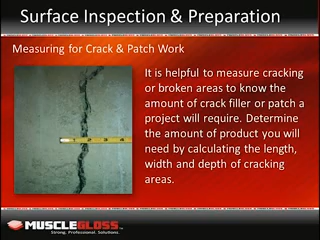 Surface Inspection & Preparation
Measuring for Crack & Patch Work
It is helpful to measure cracking
or broken areas to know the
amount of crack filler or patch a
project will require. Determine
the amount of product you will
need by calculating the length,
width and depth of cracking
areas.
MUSCLEGLOSS
Strong. Professional. Solutions.